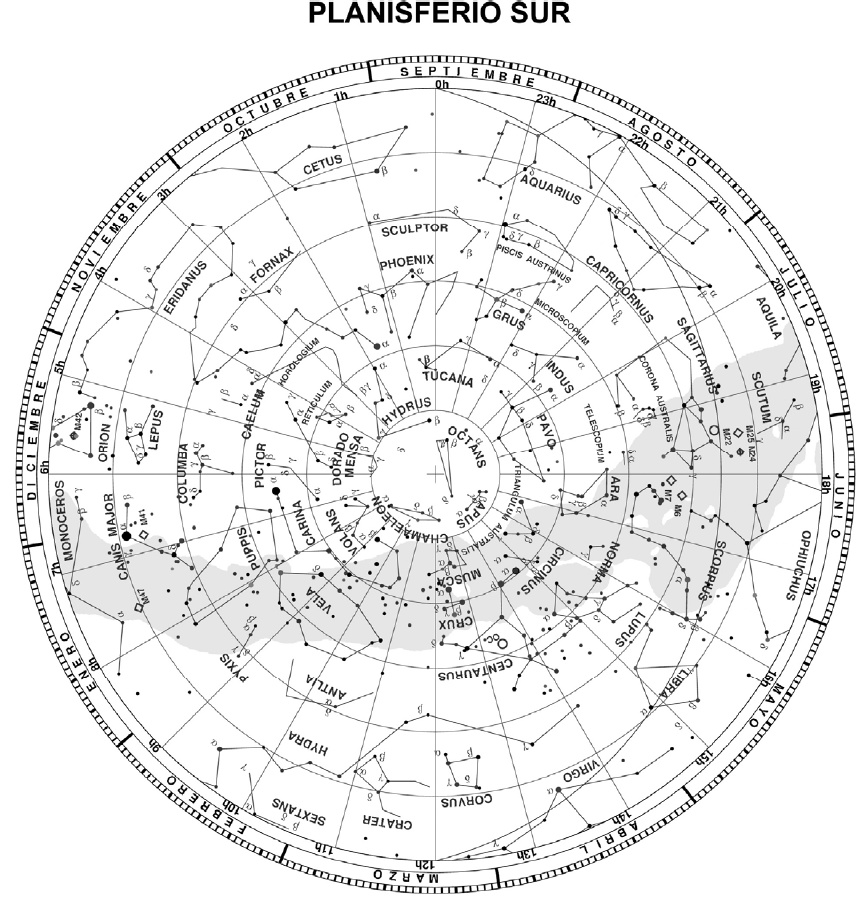 PLANISFERIO SUR
SEPTIEMBRE
OCTUBRE
AGOSTO
NOVIEMBRE
JULIO
DICIEMBRE
JUNIO
ENERO
MAYO
FEBRERO
ABRIL
MARZO
0h
1h
2h
3h
4h
5h
6h
7h
8h
9h
10h
11h
12h
13h
14h
15h
16h
17h
18h
19h
20h
21h
22h
23h
CETUS
AQUARIUS
SCULPTOR
PHOENIX
PISCIS AUSTRINUS
CAPRICORNUS
ERIDANUS
FORNAX
GRUS
MICROSCOPIUM
AQUILA
SAGITTARIUS
HOROLOGIUM
RETICULUM
TUCANA
INDUS
CORONA AUSTRALIS
SCUTUM
CAELUM
HYDRUS
PAVO
TELESCOPIUM
M42
ORION
LEPUS
COLUMBA
PICTOR
DORADO
MENSA
OCTANS
M22
M25
M24
ARA
M7
M6
MONOCEROS
CANIS MAJOR
M41
M47
PUPPIS
CARINA
VOLANS
CHAMAELEON
APUS
TRIANGULUM AUSTRALIS
MUSCA
CIRCINUS
NORMA
SCORPIUS
OPHIUCHUS
VELA
CRUX
PYXIS
ANTLIA
CENTAURUS
LUPUS
LIBRA
HYDRA
SEXTANS
CRATER
CORVUS
VIRGO